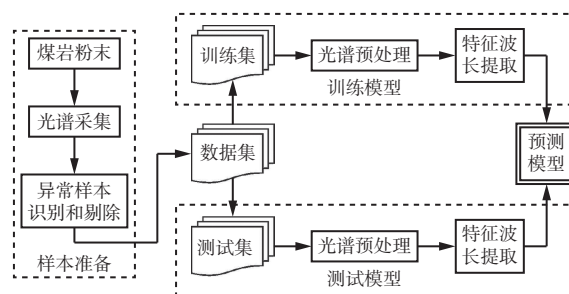 煤岩粉末
光谱采集
异常样本
识别和剔除
样本准备
训练集
光谱预处理
特征波
长提取
训练模型
数据集
预测
模型
测试集
光谱预处理
特征波
长提取
测试模型